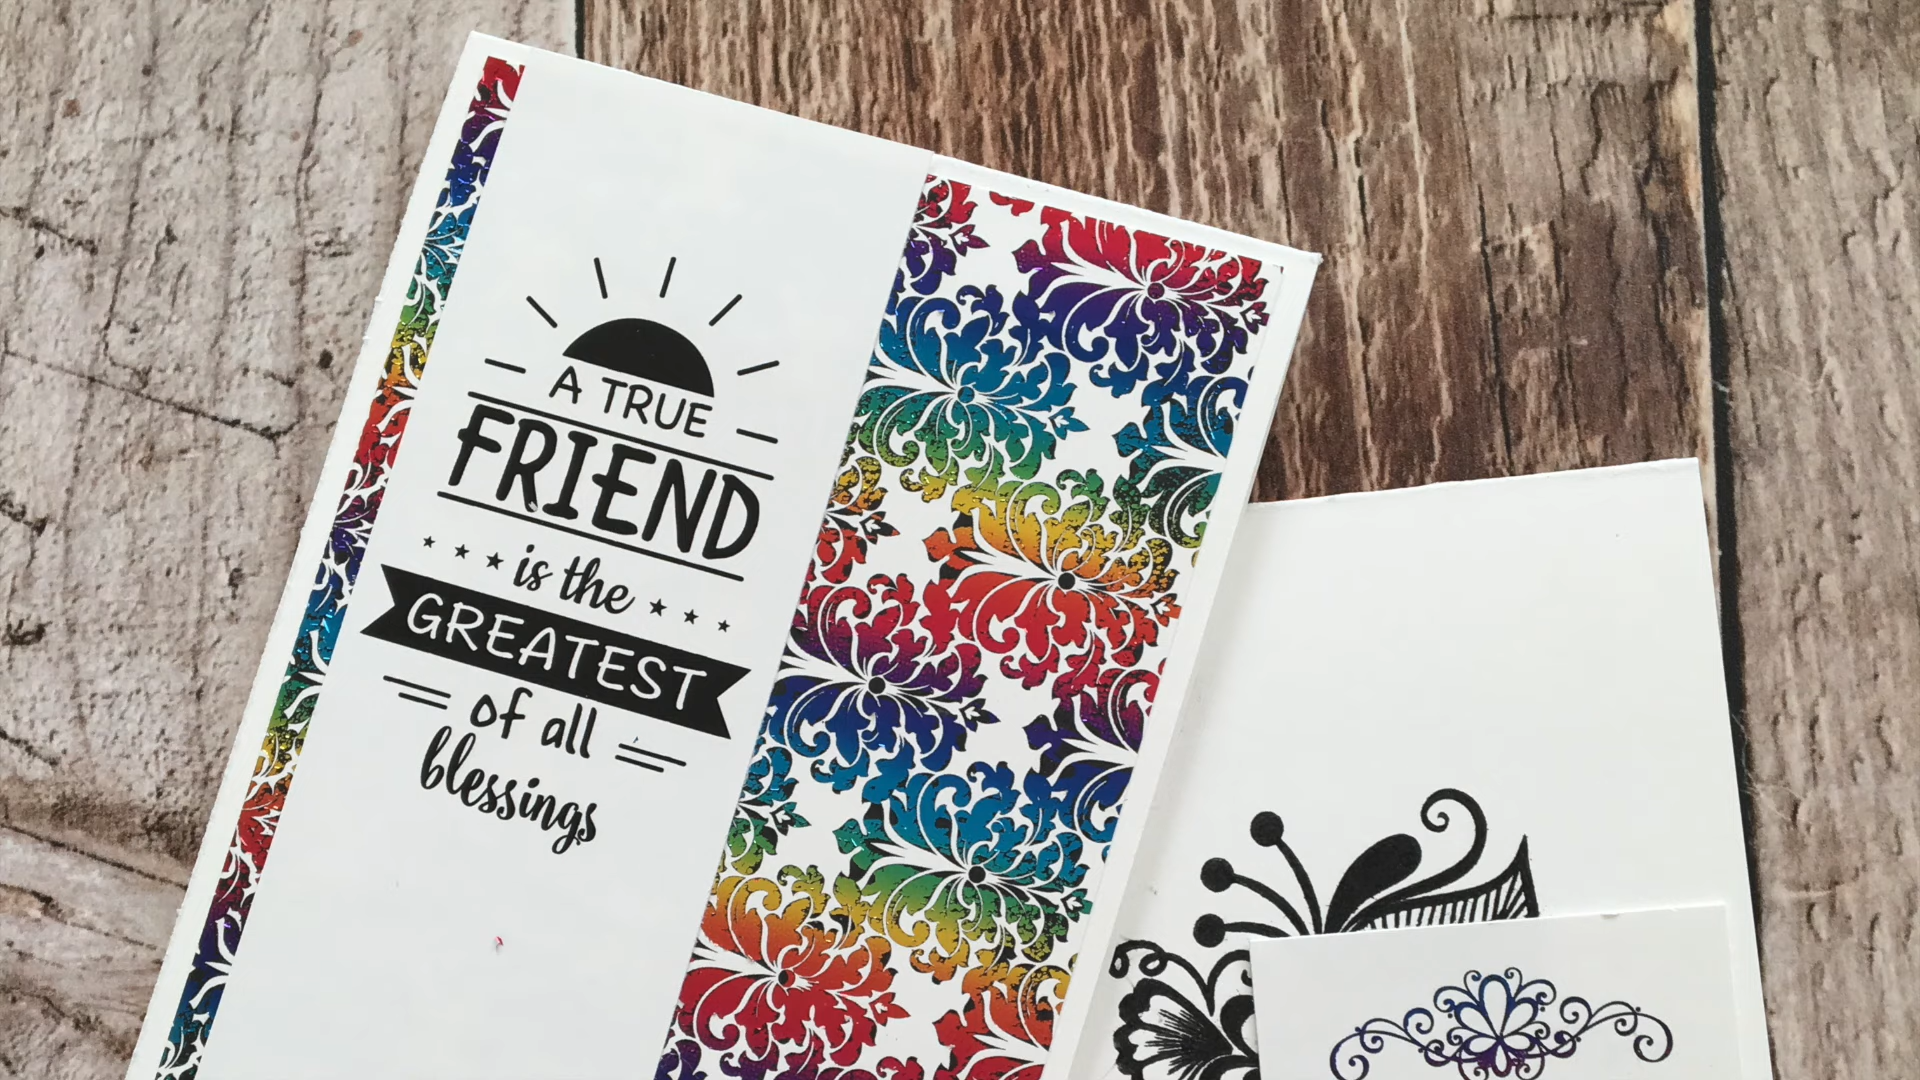 A TRUE
FRIEND
is the
GREATEST
of all
blessings